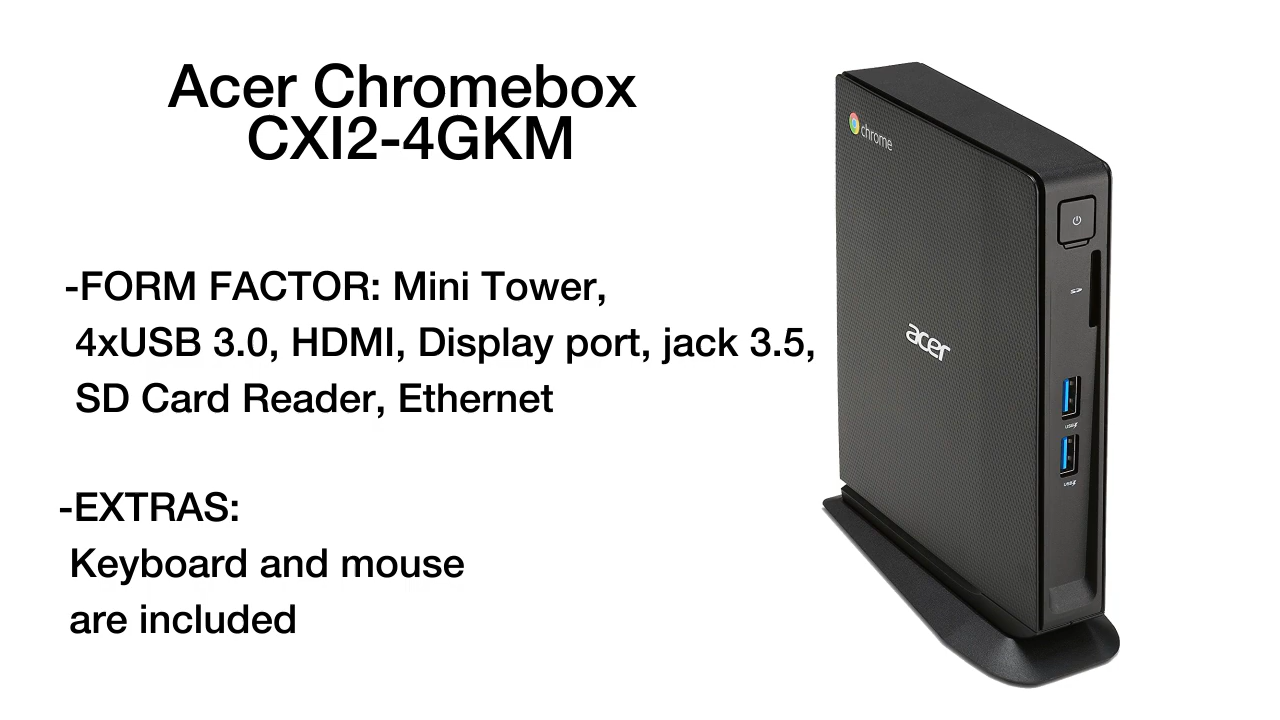 Acer Chromebox
CXI2-4GKM
-FORM FACTOR: Mini Tower,
4xUSB 3.0, HDMI, Display port, jack 3.5,
SD Card Reader, Ethernet
-EXTRAS:
Keyboard and mouse
are included
chrome
acer